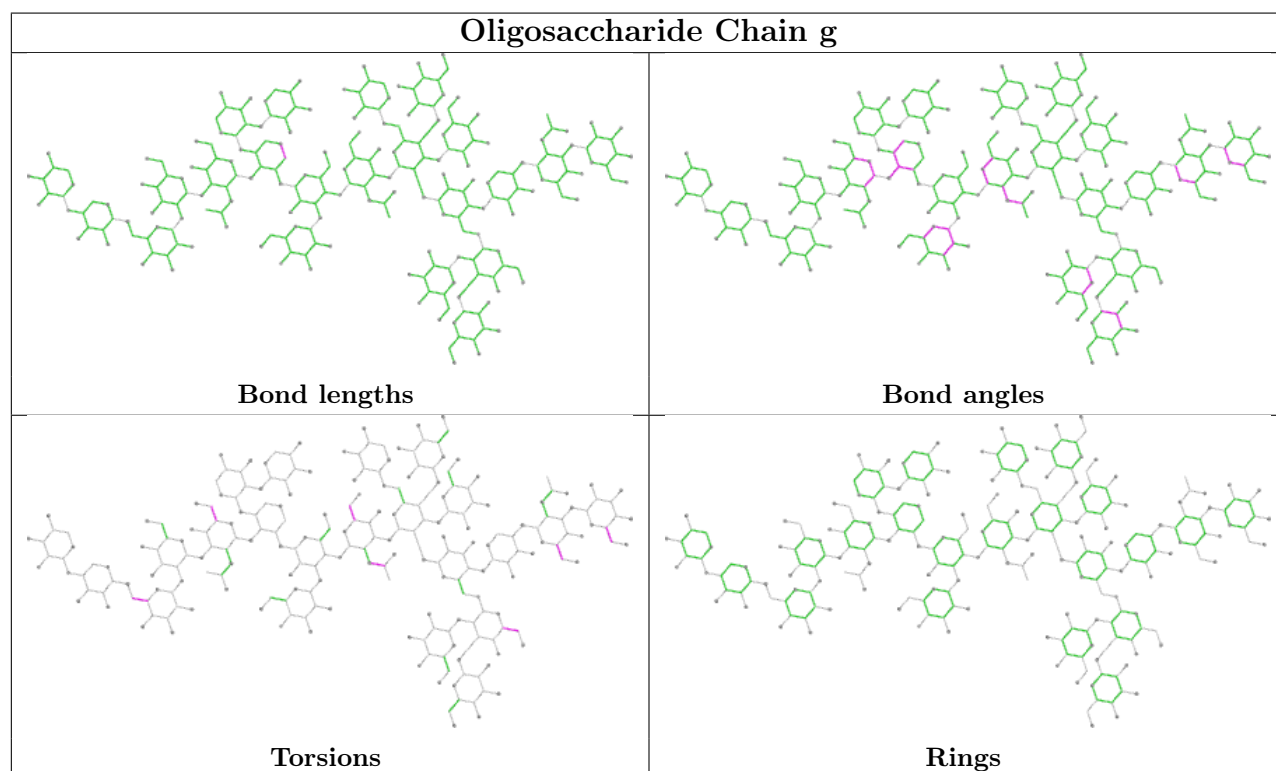 Oligosaccharide Chain g
Bond lengths
Bond angles
Torsions
Rings